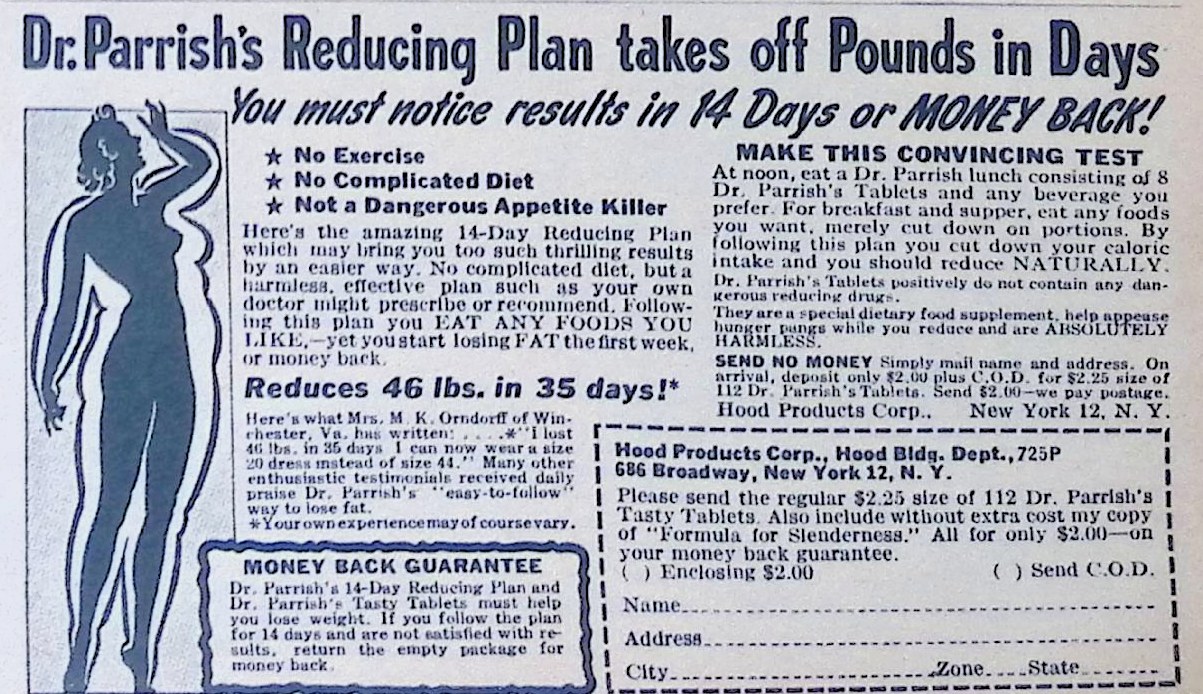 Dr. Parrish's Reducing Plan takes off Pounds in Days
You must notice results in 14 Days or MONEY BACK!
★ No Exercise
★ No Complicated Diet
★ Not a Dangerous Appetite Killer
Here's the amazing 14-Day Reducing Plan
which may bring you too such thrilling results
by an easier way. No complicated diet, but a
harmless, effective plan such as your own
doctor might prescribe or recommend. Follow-
ing this plan you EAT ANY FOODS YOU
LIKE,—yet you start losing FAT the first week,
or money back.
Reduces 46 lbs. in 35 days!*
Here's what Mrs. M. K. Orndorff of Win-
chester, Va. has written: . . . .*"I lost
46 lbs. in 35 days I can now wear a size
20 dress instead of size 44." Many other
enthusiastic testimonials received daily
praise Dr. Parrish's "easy-to-follow"
way to lose fat.
*Your own experience may of course vary.
MONEY BACK GUARANTEE
Dr. Parrish's 14-Day Reducing Plan and
Dr. Parrish's Tasty Tablets must help
you lose weight. If you follow the plan
for 14 days and are not satisfied with re-
sults, return the empty package for
money back.
MAKE THIS CONVINCING TEST
At noon, eat a Dr. Parrish lunch consisting of 8
Dr. Parrish's Tablets and any beverage you
prefer. For breakfast and supper, eat any foods
you want, merely cut down on portions. By
following this plan you cut down your caloric
intake and you should reduce NATURALLY.
Dr. Parrish's Tablets positively do not contain any dan-
gerous reducing drugs.
They are a special dietary food supplement, help appease
hunger pangs while you reduce and are ABSOLUTELY
HARMLESS.
SEND NO MONEY Simply mail name and address. On
arrival, deposit only $2.00 plus C.O.D. for $2.25 size of
112 Dr. Parrish's Tablets. Send $2.00—we pay postage.
Hood Products Corp., New York 12, N. Y.
Hood Products Corp., Hood Bldg. Dept., 725P
686 Broadway, New York 12, N. Y.
Please send the regular $2.25 size of 112 Dr. Parrish's
Tasty Tablets. Also include without extra cost my copy
of "Formula for Slenderness." All for only $2.00—on
your money back guarantee.
( ) Enclosing $2.00 ( ) Send C.O.D.
Name
Address
City Zone State